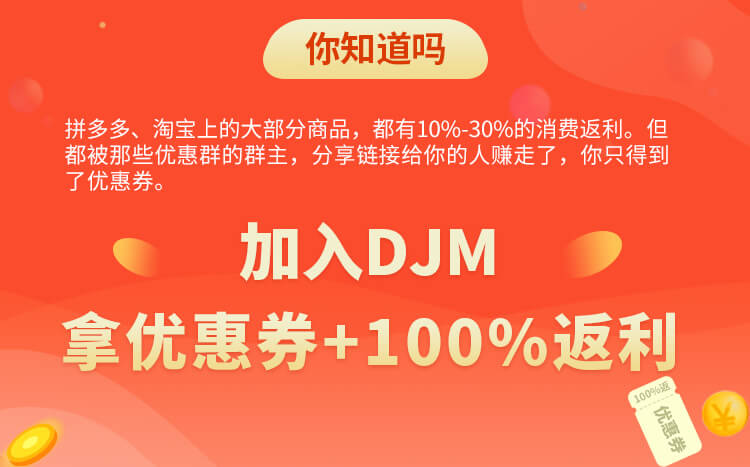 你知道吗
拼多多、淘宝上的大部分商品，都有10%-30%的消费返利。但
都被那些优惠群的群主，分享链接给你的人赚走了，你只得到
了优惠券。
加入DJM
拿优惠券+100%返利
100%返
优惠券
¥